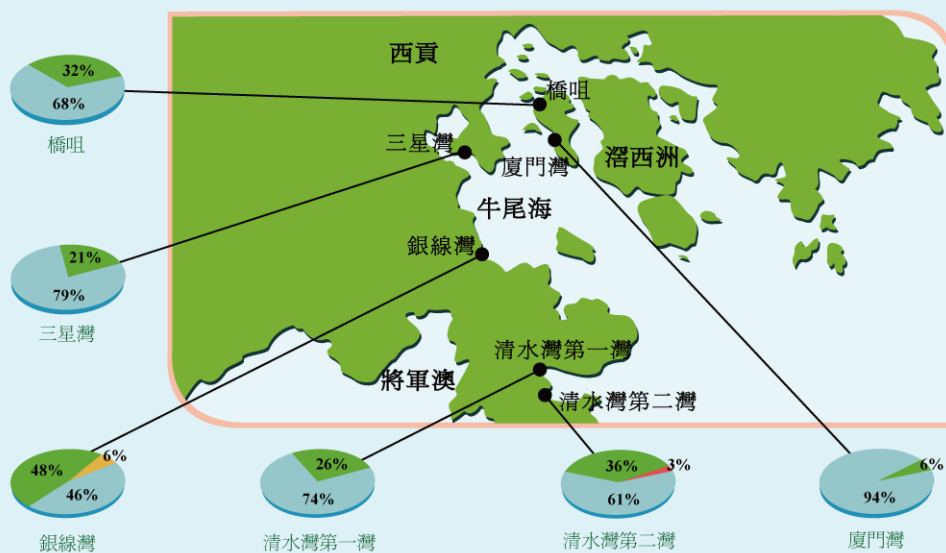 西貢
32%
68%
橋咀
橋咀
三星灣
廈門灣
滘西洲
牛尾海
21%
79%
三星灣
銀線灣
清水灣第一灣
將軍澳
清水灣第二灣
48%
6%
46%
銀線灣
26%
74%
清水灣第一灣
36%
3%
61%
清水灣第二灣
6%
94%
廈門灣